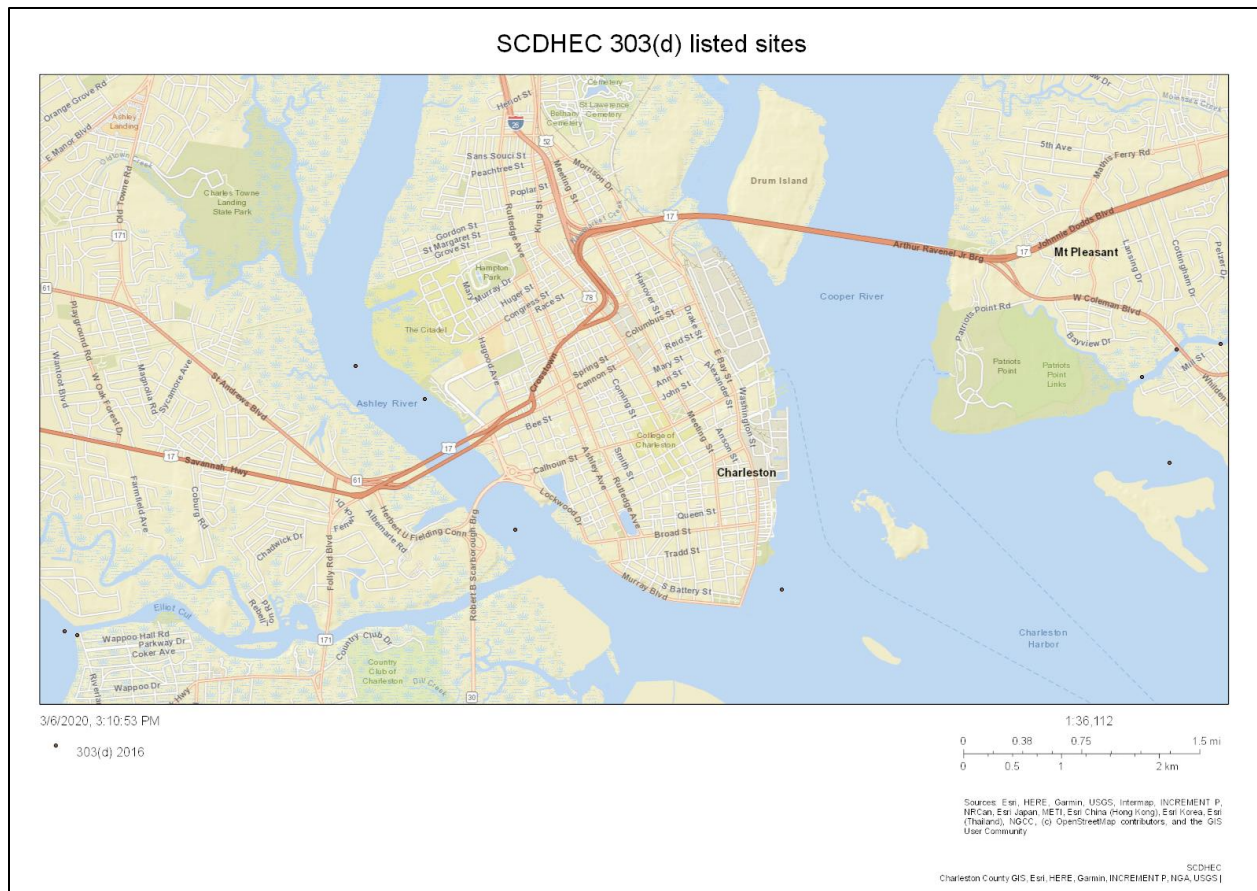 SCDHEC 303(d) listed sites
Orange Grove Rd
Ashley
Landing
E Manor Blvd
Oldtown Creek
Old Towne Rd
Charles Towne
Landing
State Park
171
61
Playground Rd
Wantoot Blvd
W Oak Forest Dr
Magnolia Rd
Sycamore Ave
St Andrews Blvd
17
Savannah Hwy
61
Farmfield Ave
Coburg Rd
Chadwick Dr
Folly Rd Blvd
Albemarle Rd
Herbert U Fielding Conn
Robert B Scarborough Brg
Elliot Cut
Wappoo Hall Rd
Parkway Dr
Coker Ave
Wappoo Dr
171
Country Club Dr
Country
Club of
Charleston
Dill Creek
30
Heriot St
26
52
Cemetery
St Lawrence
Cemetery
Bethany
Cemetery
Sans Souci St
Peachtree St
Poplar St
Meeting St
Morrison Dr
King St
Rutledge Ave
Gordon St
St Margaret St
Grove St
Hampton
Park
Mary
Murray Dr
Huger St
Congress St
Race St
The Citadel
Hagood Ave
78
Crosstown
Ashley River
17
Hanover St
Columbus St
Drake St
Reid St
E Bay St
Spring St
Cannon St
Mary St
Ann St
John St
Alexander St
Washington St
Coming St
Bee St
College of
Charleston
Meeting St
Anson St
Calhoun St
Ashley Ave
Smith St
Rutledge Ave
Charleston
Lockwood Dr
Queen St
Broad St
Tradd St
Murray Blvd
S Battery St
17
Drum Island
Cooper River
Arthur Ravenel Jr Brg
17
Johnnie Dodds Blvd
Mt Pleasant
5th Ave
Mathis Ferry Rd
Lansing Dr
Cottingham Dr
Pelzer Dr
W Coleman Blvd
Patriots Point Rd
Bayview Dr
Patriots
Point
Patriots
Point Links
Mill St
Charleston
Harbor
3/6/2020, 3:10:53 PM
303(d) 2016
1:36,112
0 0.38 0.75 1.5 mi
0 0.5 1 2 km
Sources: Esri, HERE, Garmin, USGS, Intermap, INCREMENT P,
NRCan, Esri Japan, METI, Esri China (Hong Kong), Esri Korea, Esri
(Thailand), NGCC, (c) OpenStreetMap contributors, and the GIS
User Community
SCDHEC
Charleston County GIS, Esri, HERE, Garmin, INCREMENT P, NGA, USGS |